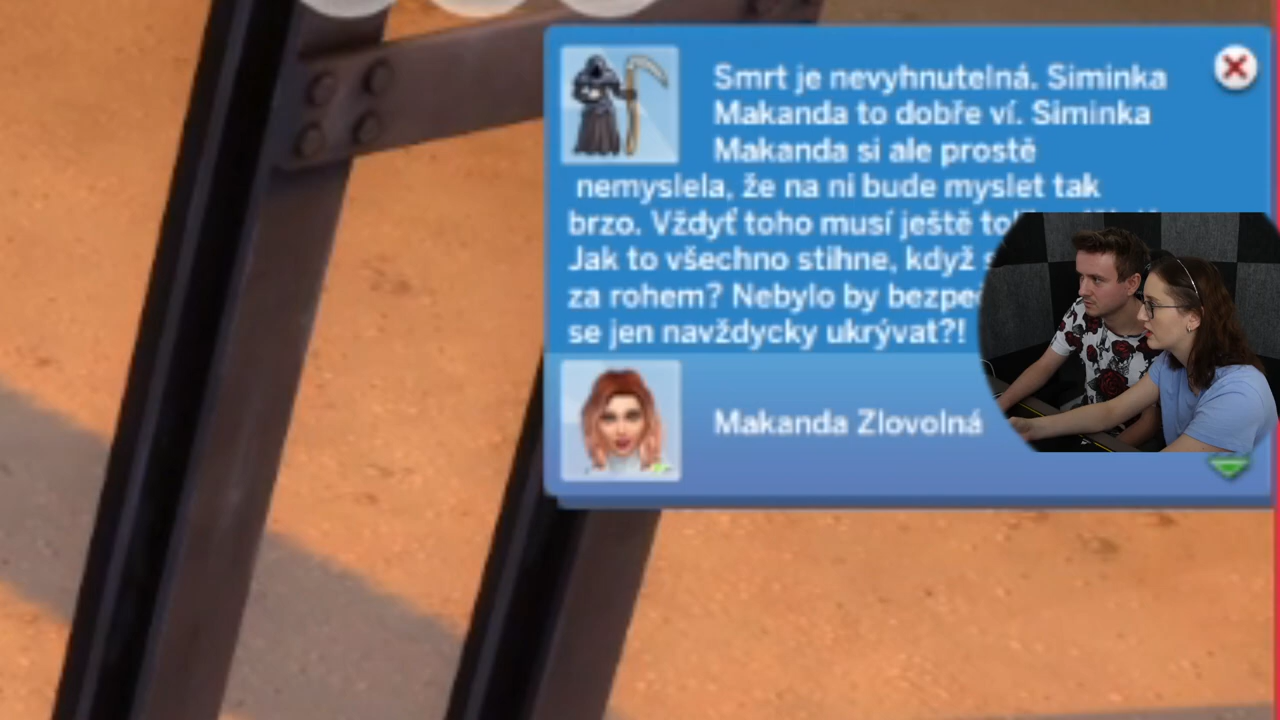 Smrt je nevyhnutelná. Siminka
Makanda to dobře ví. Siminka
Makanda si ale prostě
nemyslela, že na ni bude myslet tak
brzo. Vždyť toho musí ještě
Jak to všechno stihne, když
za rohem? Nebylo by
se jen navždycky ukrývat?!
Makanda Zlovolná